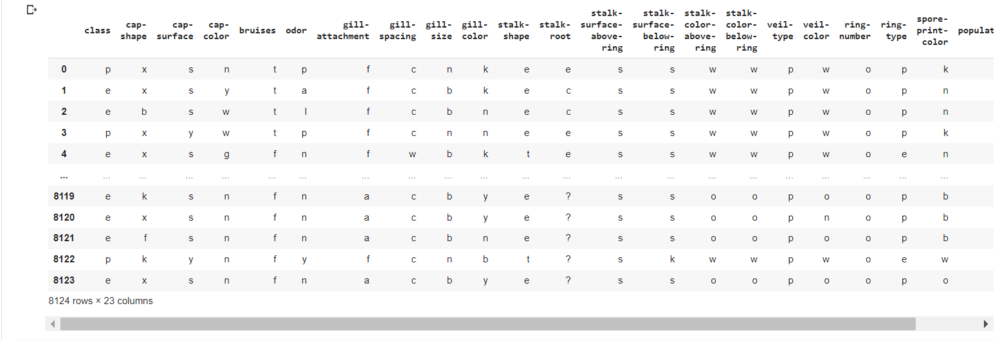 stalk- stalk- stalk- stalk-
cap- cap- cap- gill- gill- gill- gill- stalk- stalk- surface- surface- color- color- veil- veil- ring- ring- spore-
class bruises odor above- below- above- below- print- populat
shape surface color attachment spacing size color shape root ring ring ring ring type color number type color
0 p x s n t p f c n k e e s s w w p w o p k
1 e x s y t a f c b k e c s s w w p w o p n
2 e b s w t l f c b n e c s s w w p w o p n
3 p x y w t p f c n n e e s s w w p w o p k
4 e x s g f n f w b k t e s s w w p w o e n
... ... ... ... ... ... ... ... ... ... ... ... ... ... ... ... ... ... ... ... ... ...
8119 e k s n f n a c b y e ? s s o o p o o p b
8120 e x s n f n a c b y e ? s s o o p n o p b
8121 e f s n f n a c b n e ? s s o o p o o p b
8122 p k y n f y f c n b t ? s k w w p w o e w
8123 e x s n f n a c b y e ? s s o o p o o p o
8124 rows × 23 columns